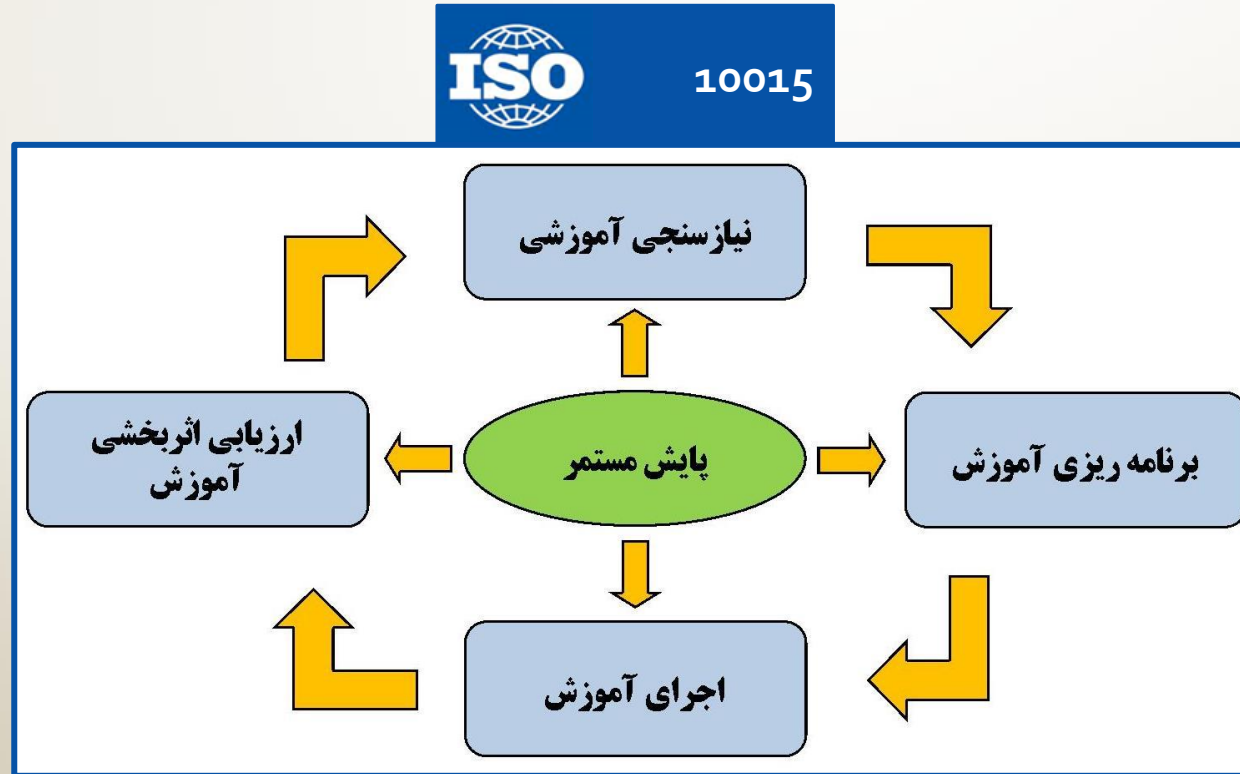 ISO 10015
نیازسنجی آموزشی
برنامه ریزی آموزش
پایش مستمر
ارزیابی اثربخشی
آموزش
اجرای آموزش